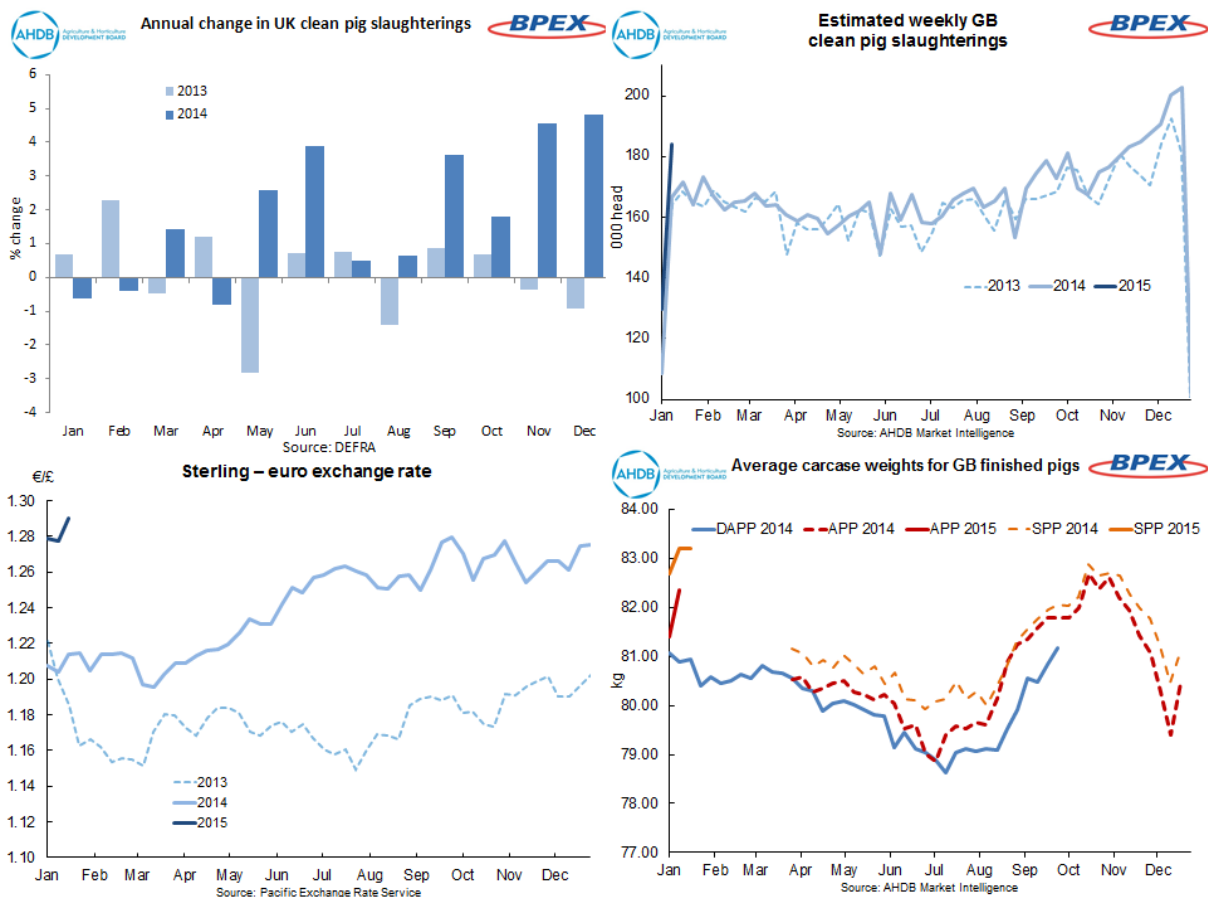 AHDB
Agriculture & Horticulture
DEVELOPMENT BOARD
Annual change in UK clean pig slaughterings
BPEX
% change
6
5
4
3
2
1
0
-1
-2
-3
-4
2013
2014
Jan Feb Mar Apr May Jun Jul Aug Sep Oct Nov Dec
Source: DEFRA
AHDB
Agriculture & Horticulture
DEVELOPMENT BOARD
Estimated weekly GB
clean pig slaughterings
BPEX
000 head
200
180
160
140
120
100
2013 2014 2015
Jan Feb Mar Apr May Jun Jul Aug Sep Oct Nov Dec
Source: AHDB Market Intelligence
€/£
Sterling – euro exchange rate
1.30
1.28
1.26
1.24
1.22
1.20
1.18
1.16
1.14
1.12
1.10
2013
2014
2015
Jan Feb Mar Apr May Jun Jul Aug Sep Oct Nov Dec
Source: Pacific Exchange Rate Service
AHDB
Agriculture & Horticulture
DEVELOPMENT BOARD
Average carcase weights for GB finished pigs
BPEX
kg
84.00
83.00
82.00
81.00
80.00
79.00
78.00
77.00
DAPP 2014 APP 2014 APP 2015 SPP 2014 SPP 2015
Jan Feb Mar Apr May Jun Jul Aug Sep Oct Nov Dec
Source: AHDB Market Intelligence